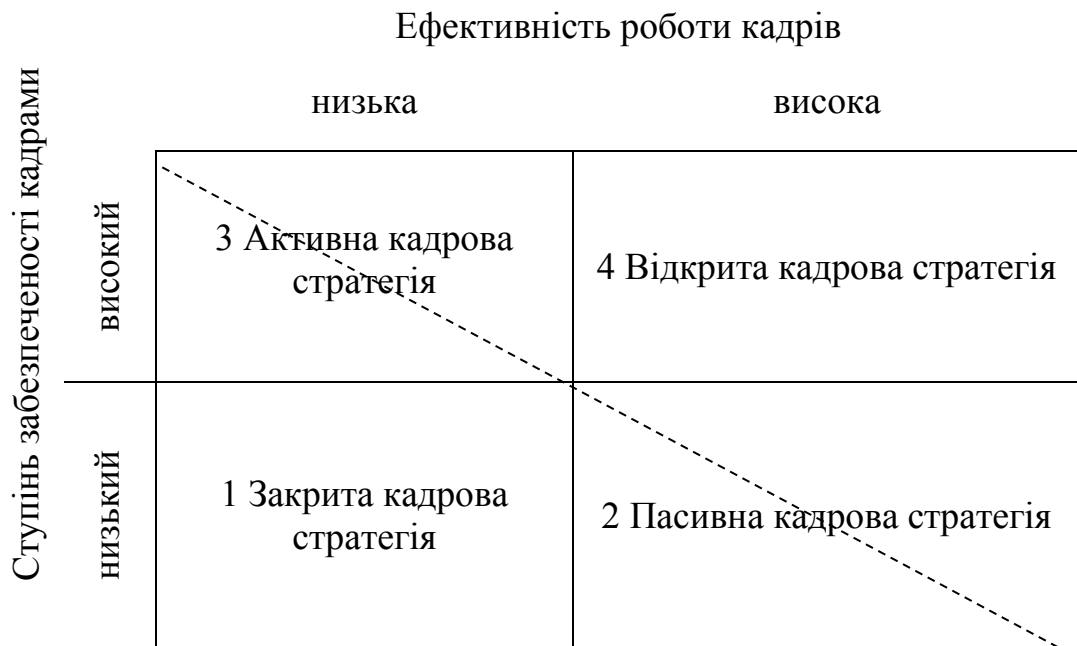 Ефективність роботи кадрів
низька
висока
Ступінь забезпеченості кадрами
високий
3 Активна кадрова
стратегія
4 Відкрита кадрова стратегія
низький
1 Закрита кадрова
стратегія
2 Пасивна кадрова стратегія